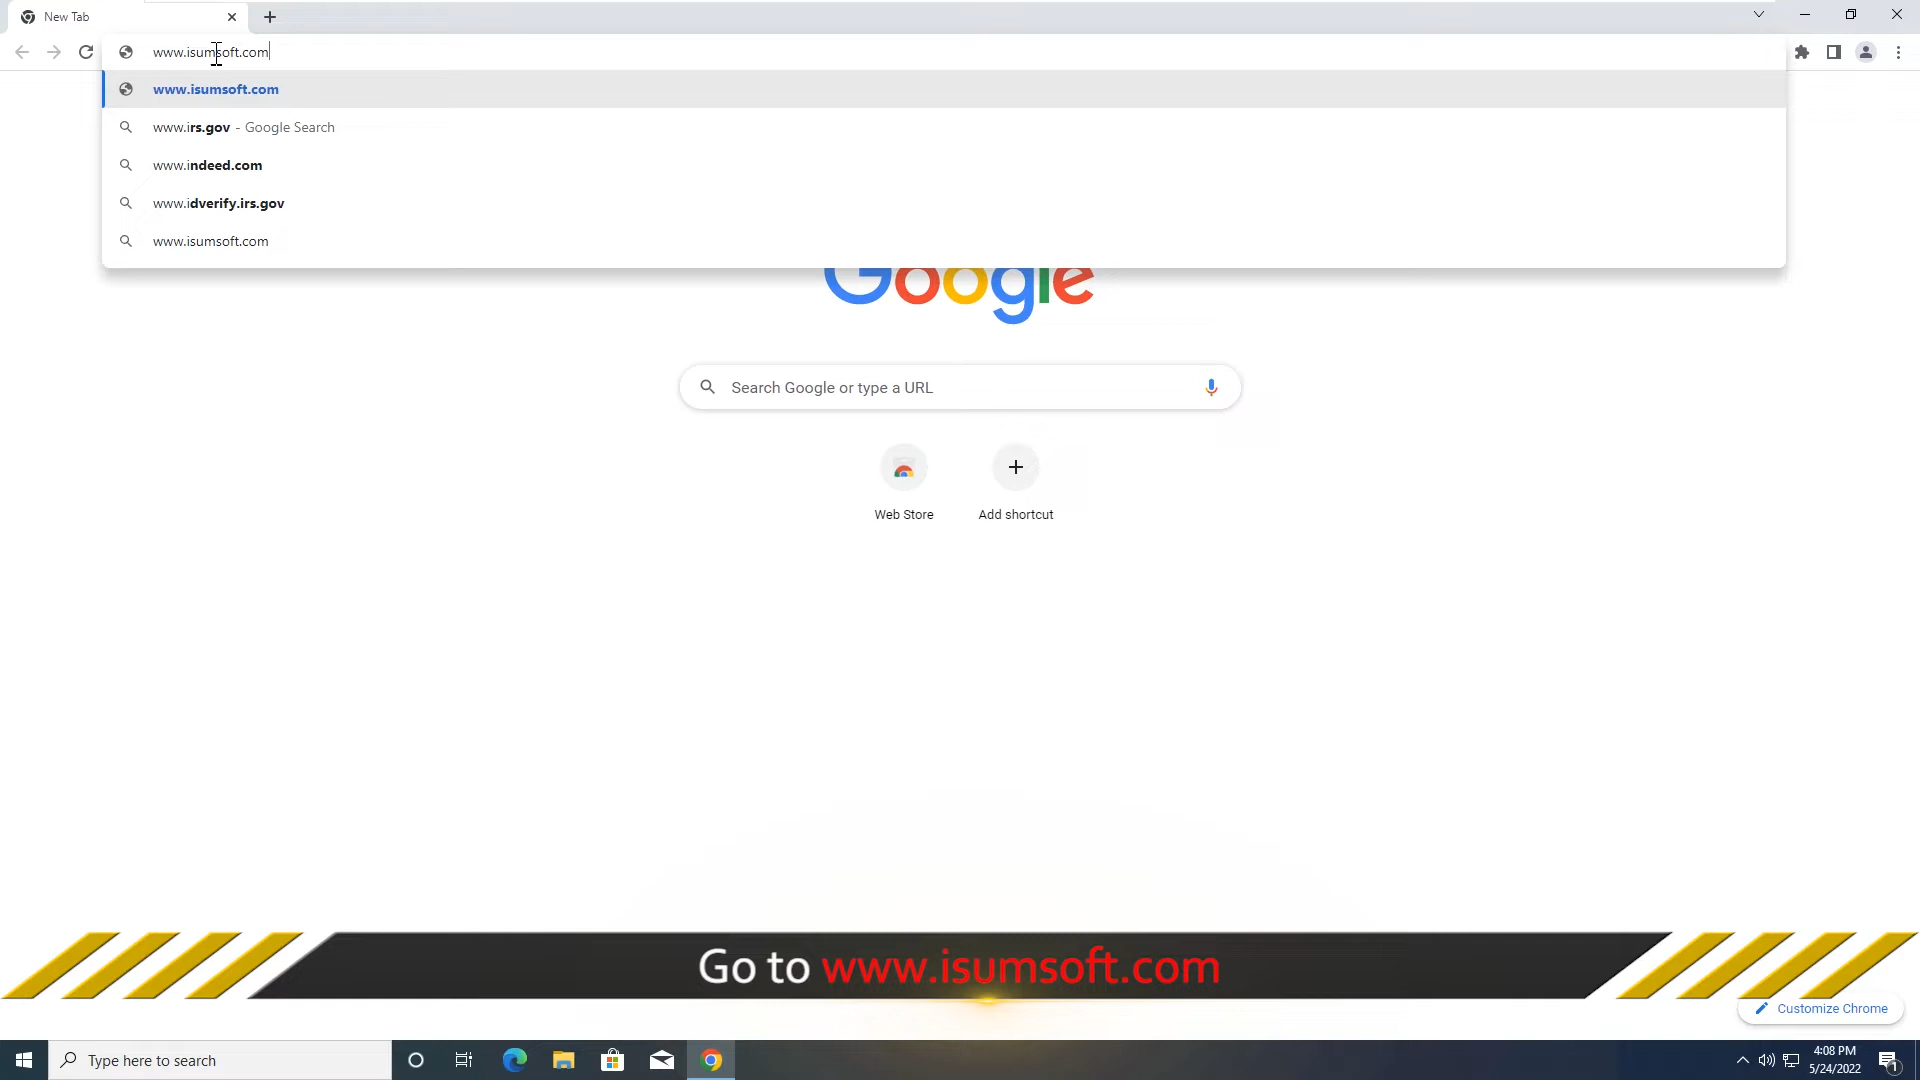 New Tab
www.isumsoft.com
www.isumsoft.com
www.irs.gov - Google Search
www.indeed.com
www.idverify.irs.gov
www.isumsoft.com
Google
Search Google or type a URL
Web Store
Add shortcut
Go to www.isumsoft.com
Customize Chrome
Type here to search
4:08 PM
5/24/2022
1